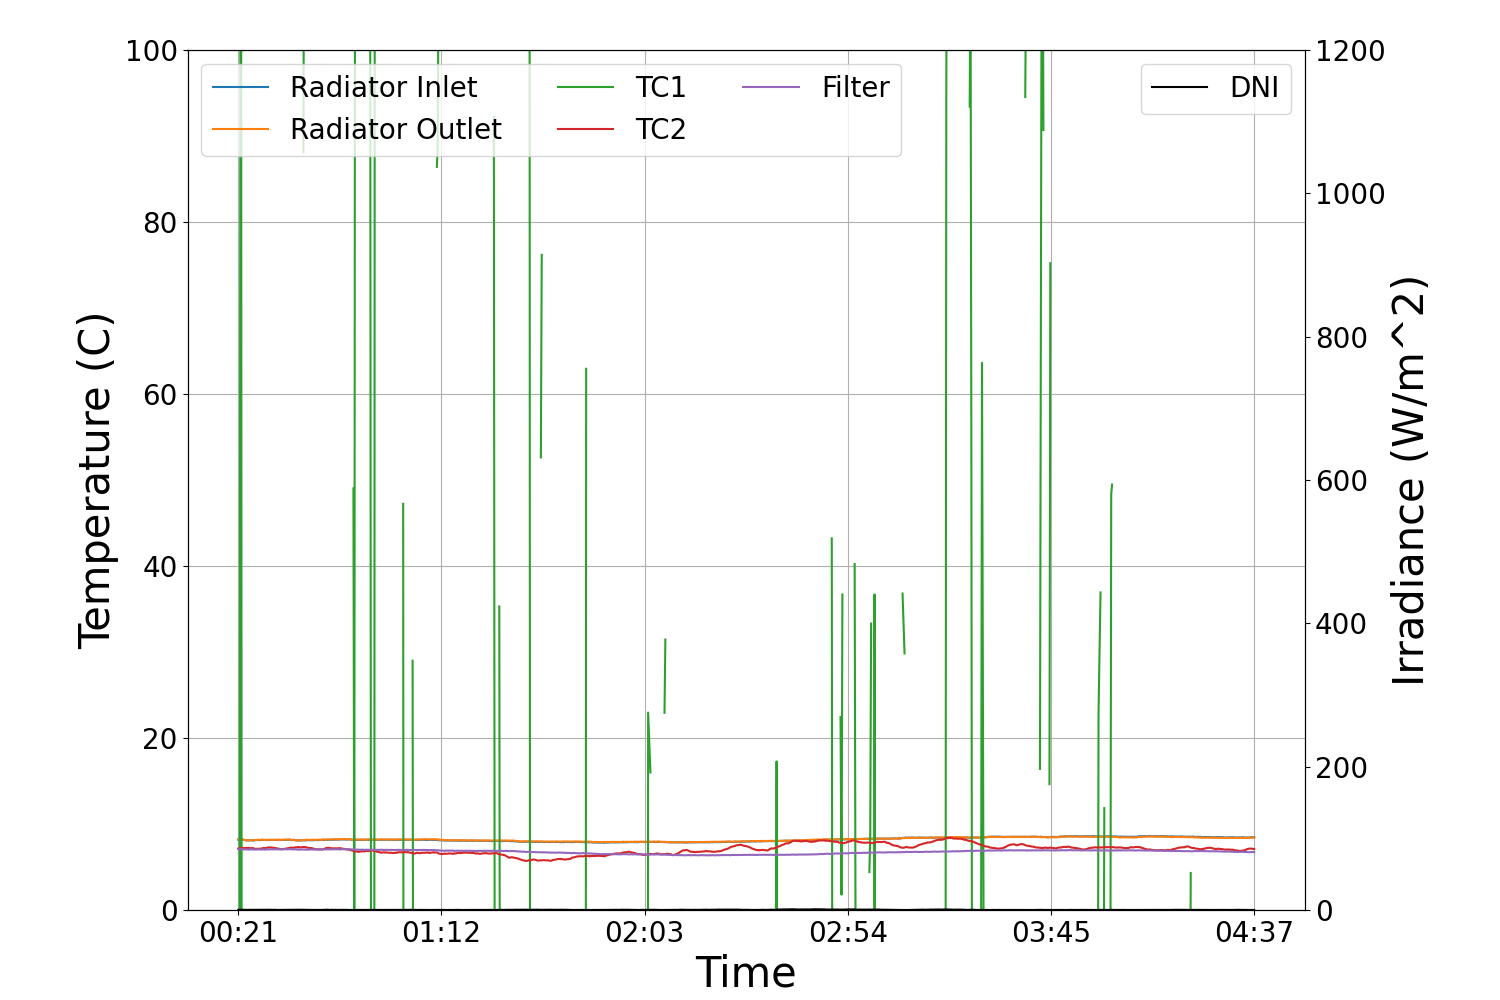 100
80
60
40
20
0
Temperature (C)
Radiator Inlet
Radiator Outlet
TC1
TC2
Filter
DNI
1200
1000
800
600
400
200
0
Irradiance (W/m^2)
00:21 01:12 02:03 02:54 03:45 04:37
Time